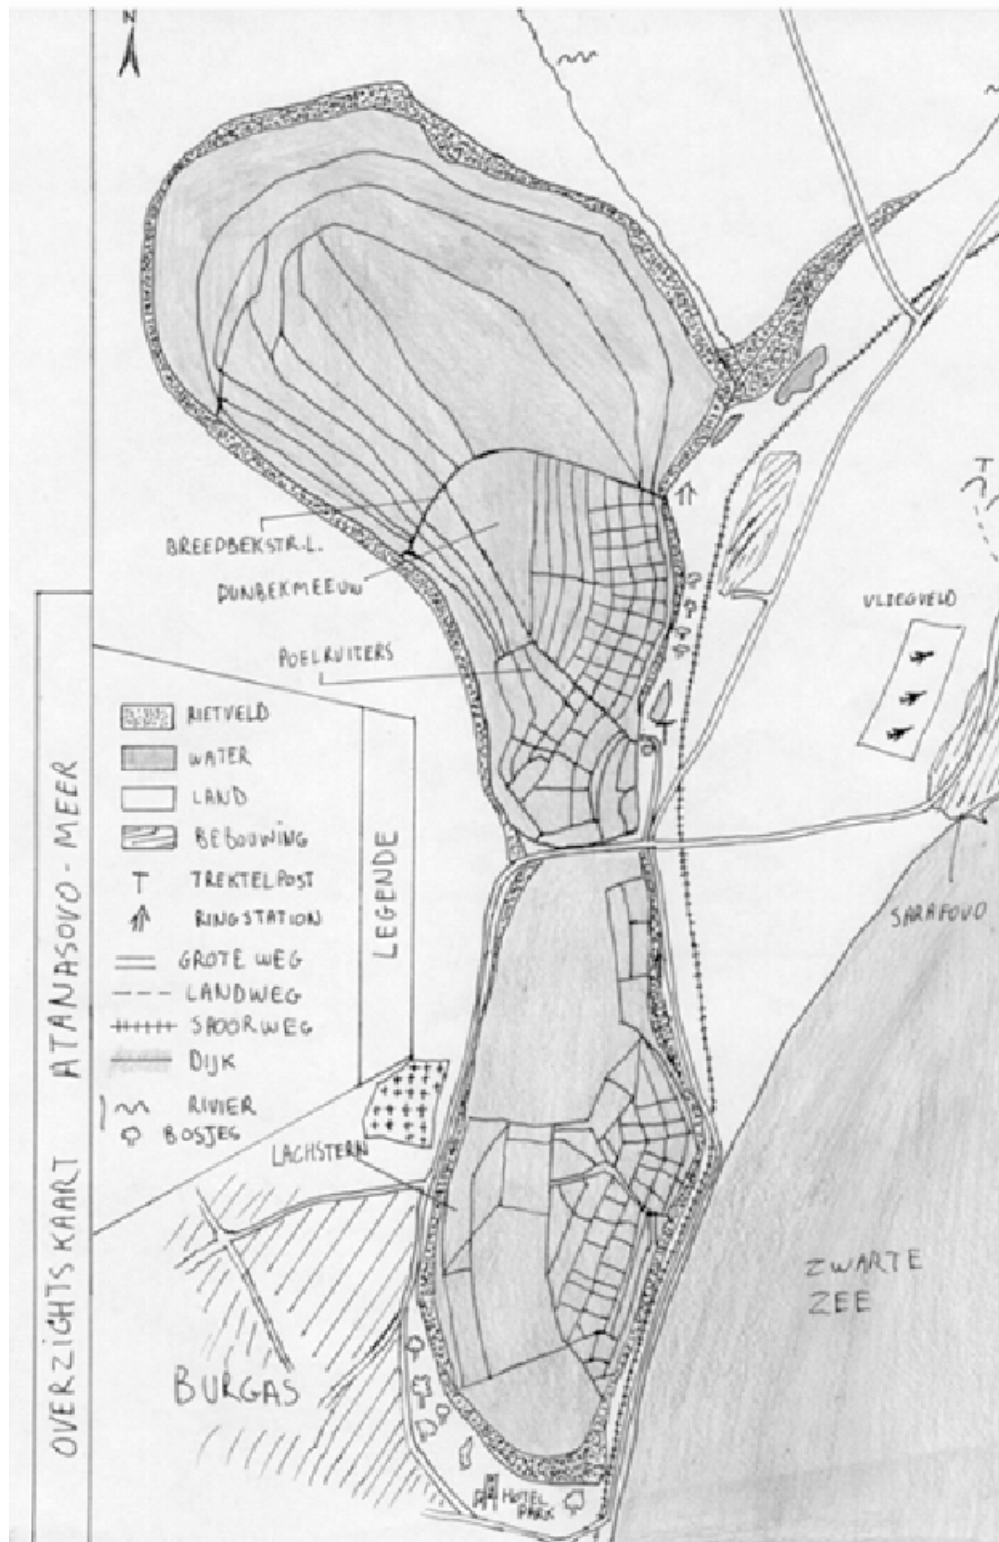 N
BREEDBEKSTR.L.
DUNBEKMEEUW
POELRUITERS
VLIEGVELD
T
SARAFOVO
RIETVELD
WATER
LAND
BEBOUWING
T TREKTELPOST
RINGSTATION
GROTE WEG
LANDWEG
SPOORWEG
DIJK
RIVIER
BOSJES
LEGENDE
OVERZICHTSKAART ATANASOVO-MEER
LACHSTERN
BURGAS
ZWARTE
ZEE
HOTEL
PARK